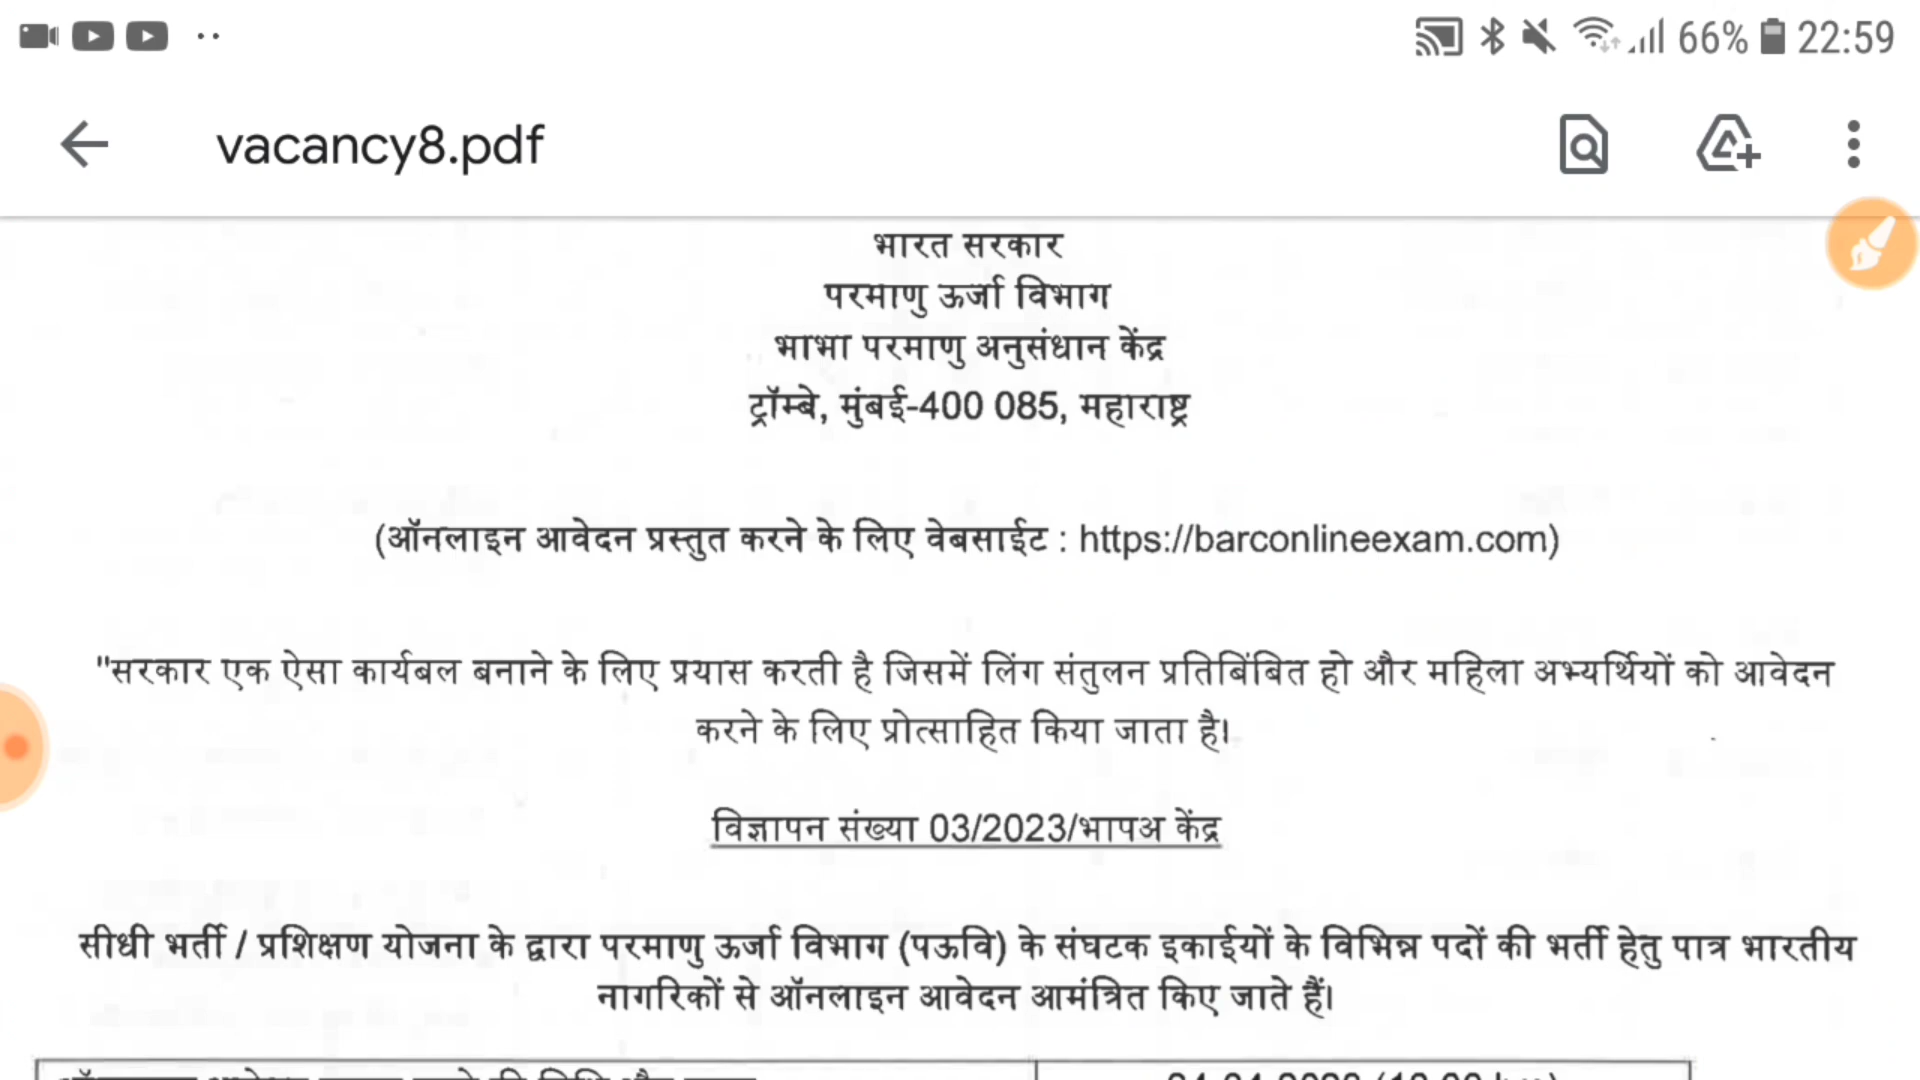 66% 22:59
vacancy8.pdf
भारत सरकार
परमाणु ऊर्जा विभाग
भाभा परमाणु अनुसंधान केंद्र
ट्रॉम्बे, मुंबई-400 085, महाराष्ट्र
(ऑनलाइन आवेदन प्रस्तुत करने के लिए वेबसाईट : https://barconlineexam.com)
"सरकार एक ऐसा कार्यबल बनाने के लिए प्रयास करती है जिसमें लिंग संतुलन प्रतिबिंबित हो और महिला अभ्यर्थियों को आवेदन
करने के लिए प्रोत्साहित किया जाता है।
विज्ञापन संख्या 03/2023/भापअ केंद्र
सीधी भर्ती / प्रशिक्षण योजना के द्वारा परमाणु ऊर्जा विभाग (पऊवि) के संघटक इकाईयों के विभिन्न पदों की भर्ती हेतु पात्र भारतीय
नागरिकों से ऑनलाइन आवेदन आमंत्रित किए जाते हैं।